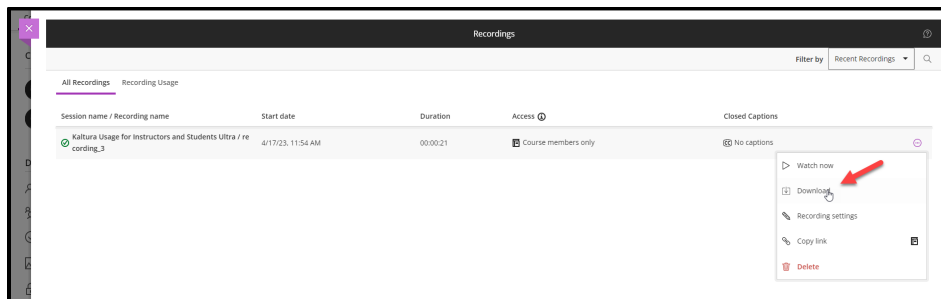 Recordings
Filter by Recent Recordings
All Recordings Recording Usage
Session name / Recording name Start date Duration Access Closed Captions
Kaltura Usage for Instructors and Students Ultra / re
cording_3 4/17/23, 11:54 AM 00:00:21 Course members only CC No captions
Watch now
Download
Recording settings
Copy link
Delete